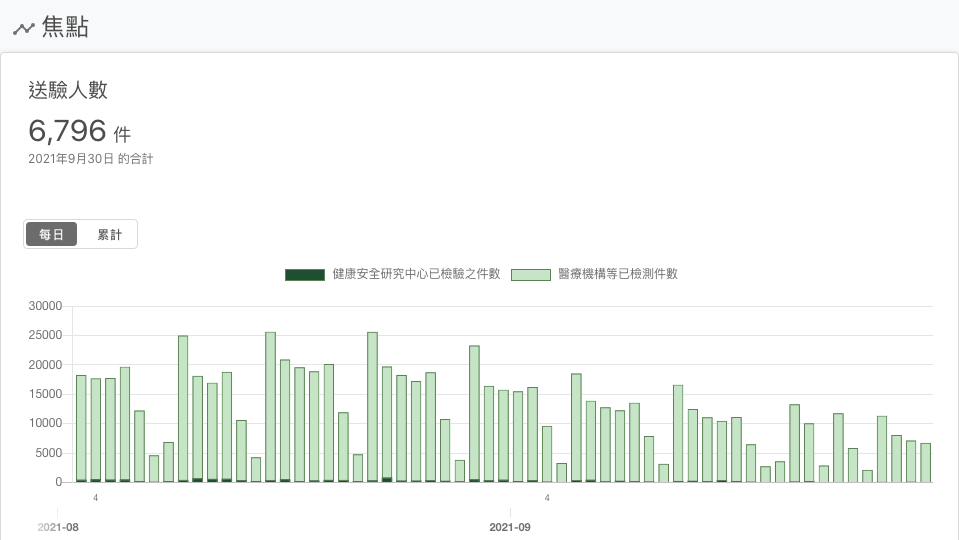 焦點
送驗人數
6,796 件
2021年9月30日 的合計
每日 累計
健康安全研究中心已檢驗之件數 醫療機構等已檢測件數
30000
25000
20000
15000
10000
5000
0
4 4
2021-08 2021-09